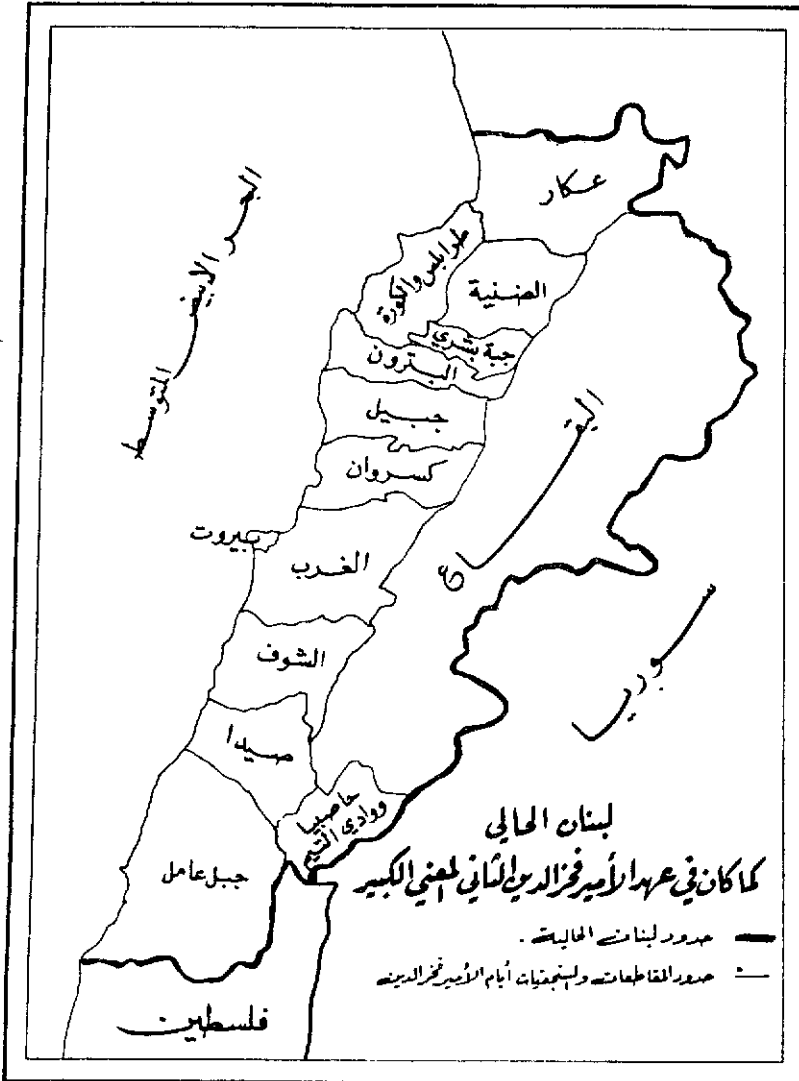 عكار
طرابلس والكورة
الضنية
جبة بشري
البترون
جبيل
كسروان
بيروت
الغرب
الشوف
صيدا
حاصبيا
ووادي التيم
جبل عامل
فلسطين
البحر الأبيض المتوسط
البقاع
سوريا
لبنان الحالي
كما كان في عهد الأمير فخر الدين الثاني المعني الكبير
حدود لبنان الحالية .
حدود المقاطعات والسنجقيات أيام الأمير فخر الدين